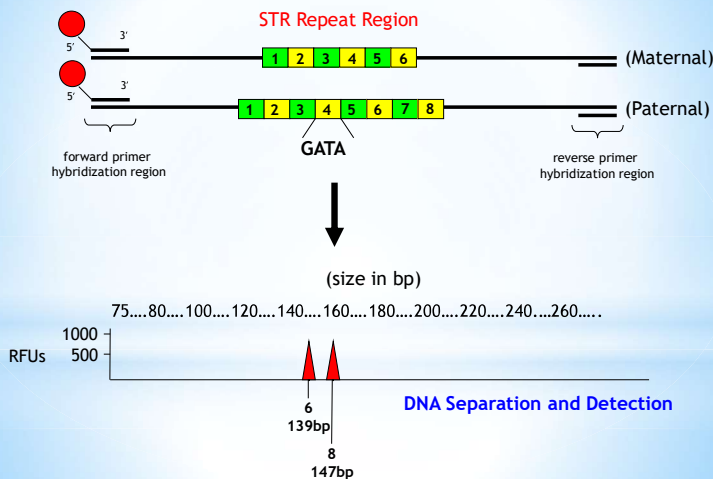 STR Repeat Region
5’ 3’
1 2 3 4 5 6 (Maternal)
5’ 3’
1 2 3 4 5 6 7 8 (Paternal)
GATA
forward primer
hybridization region
reverse primer
hybridization region
(size in bp)
75....80.....100.....120....140.....160.....180.....200.....220.....240....260.....
1000
500
RFUs
6
139bp
8
147bp
DNA Separation and Detection